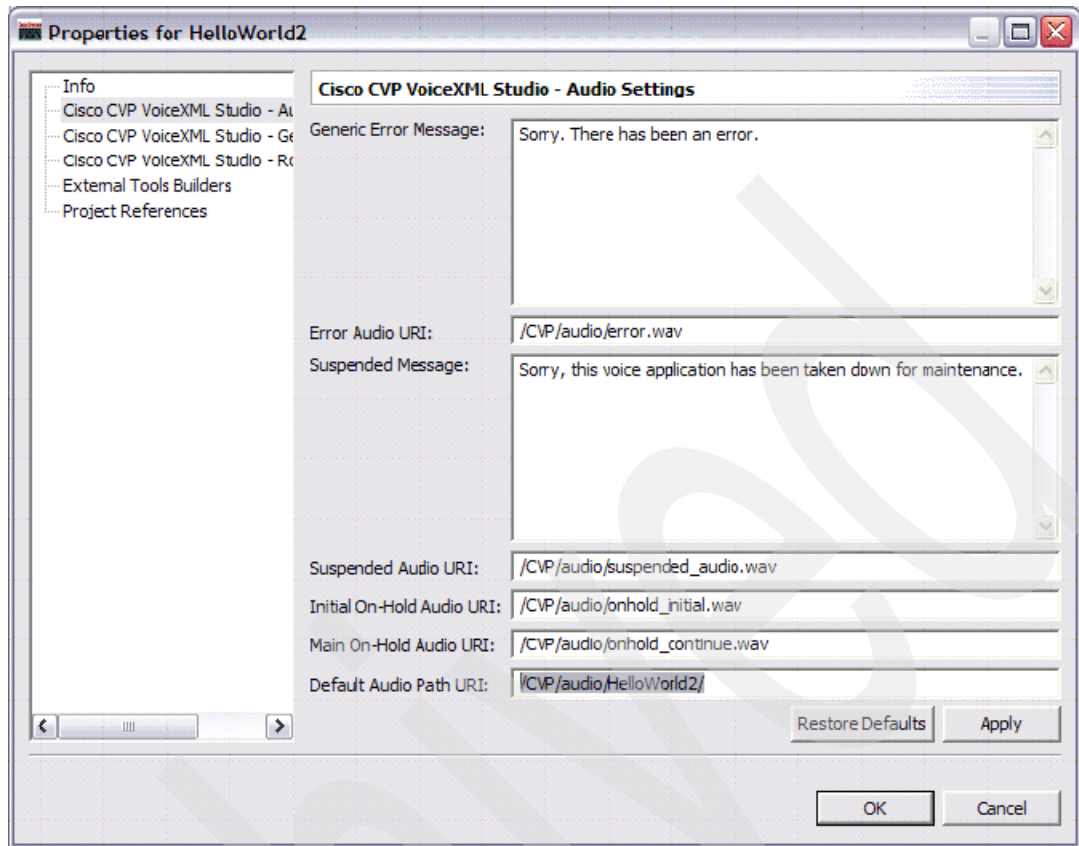 Properties for HelloWorld2
Info
Cisco CVP VoiceXML Studio - Au
Cisco CVP VoiceXML Studio - Ge
Cisco CVP VoiceXML Studio - Ro
External Tools Builders
Project References
Cisco CVP VoiceXML Studio - Audio Settings
Generic Error Message:
Sorry. There has been an error.
Error Audio URI:
/CVP/audio/error.wav
Suspended Message:
Sorry, this voice application has been taken down for maintenance.
Suspended Audio URI:
/CVP/audio/suspended_audio.wav
Initial On-Hold Audio URI:
/CVP/audio/onhold_initial.wav
Main On-Hold Audio URI:
/CVP/audio/onhold_continue.wav
Default Audio Path URI:
/CVP/audio/HelloWorld2/
Restore Defaults
Apply
OK
Cancel